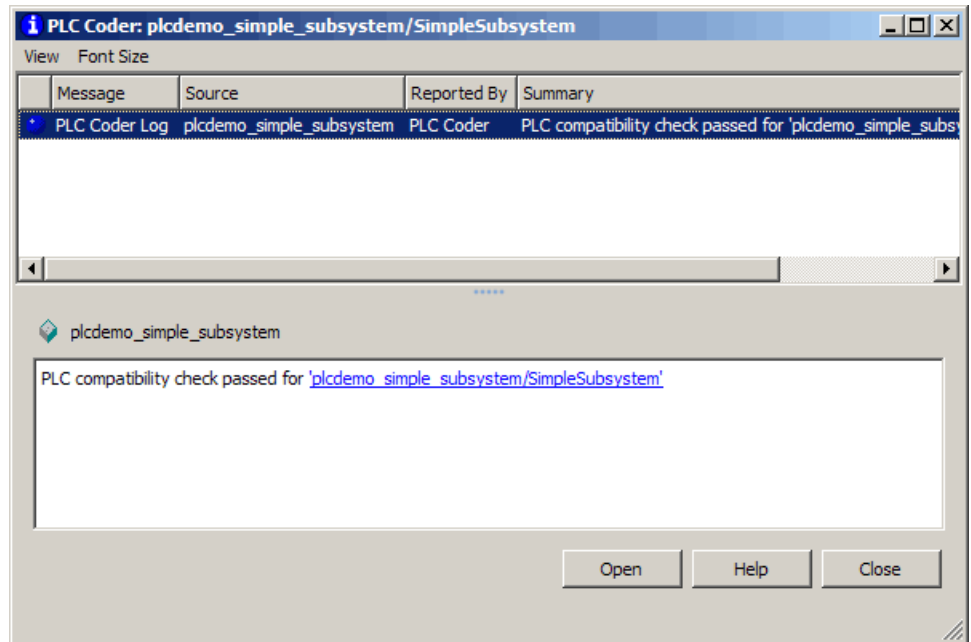 PLC Coder: plcdemo_simple_subsystem/SimpleSubsystem
View Font Size
Message Source Reported By Summary
PLC Coder Log plcdemo_simple_subsystem PLC Coder PLC compatibility check passed for 'plcdemo_simple_subsy
plcdemo_simple_subsystem
PLC compatibility check passed for 'plcdemo_simple_subsystem/SimpleSubsystem'
Open Help Close